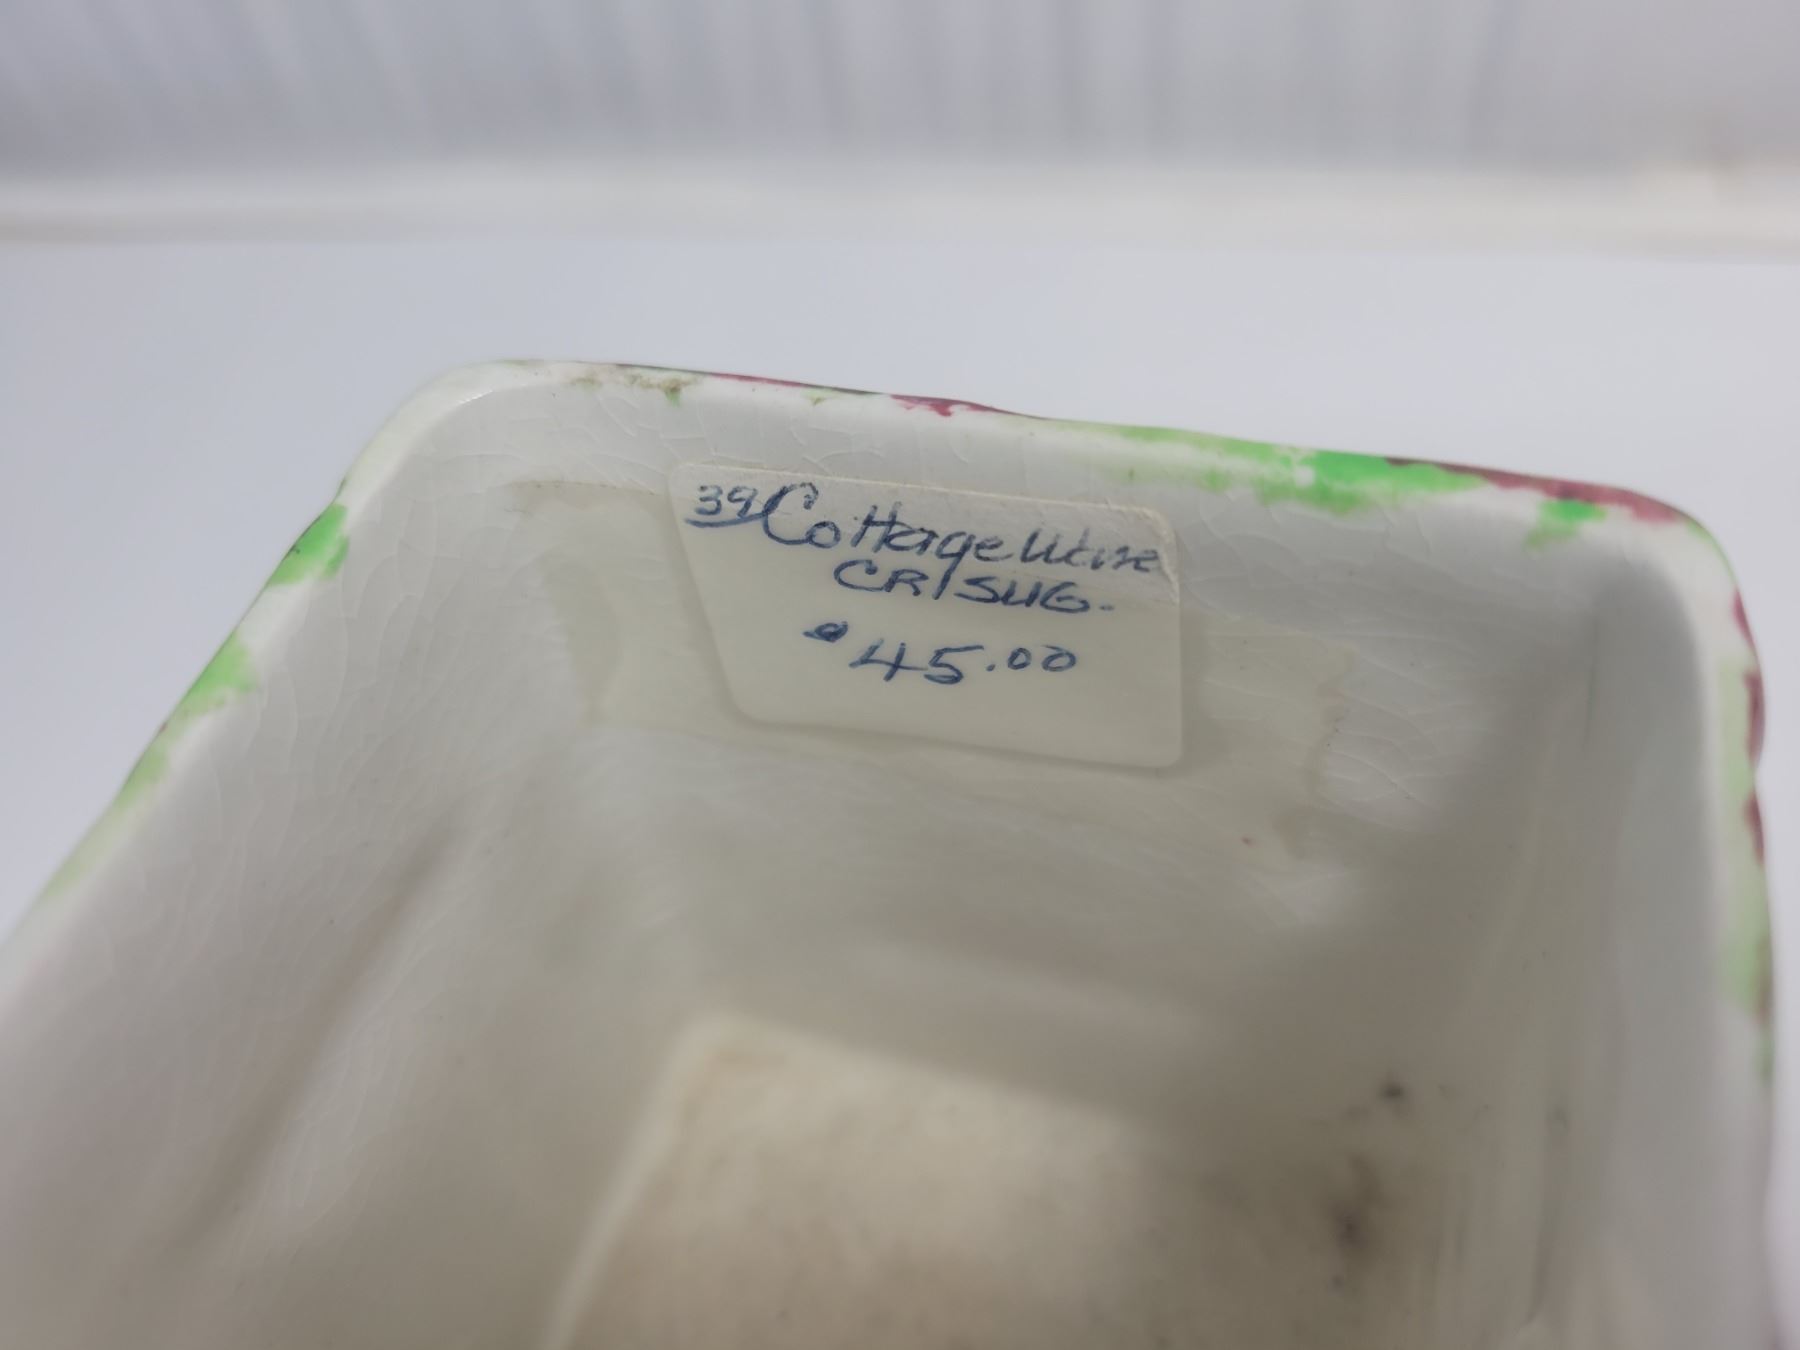 39 Cottage Ware
CR/SUG.
$45.00